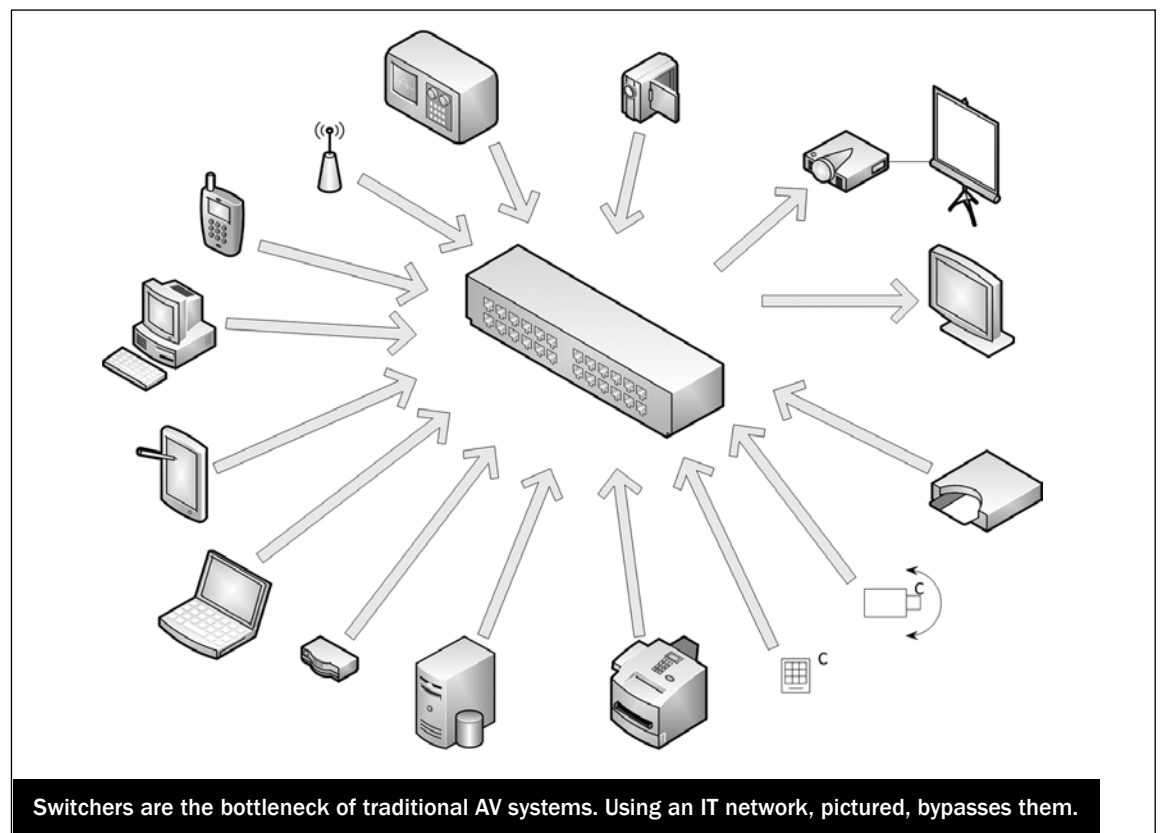 C
C
Switchers are the bottleneck of traditional AV systems. Using an IT network, pictured, bypasses them.